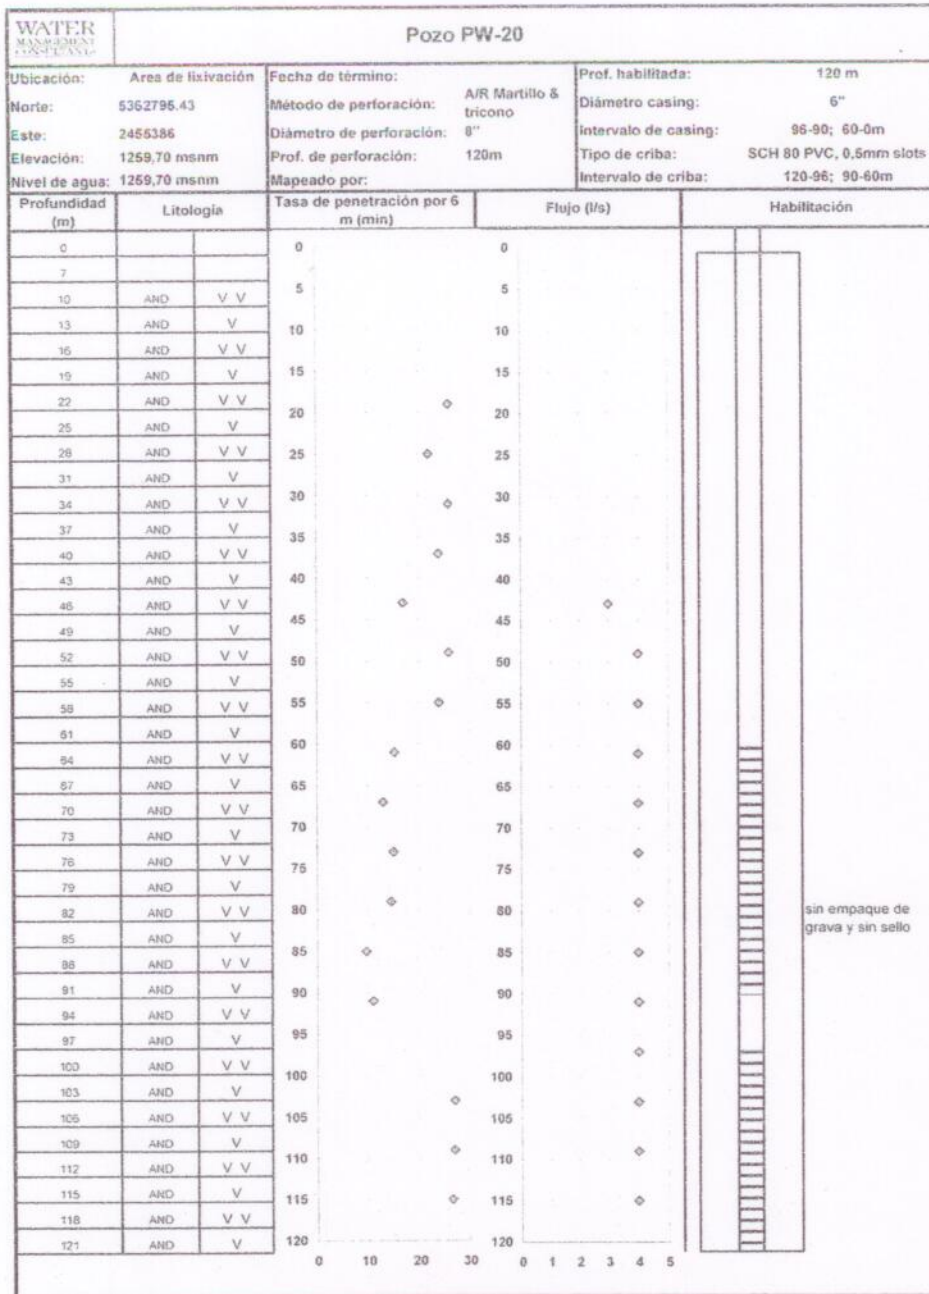 WATER
MANAGEMENT
CONSULTANTS
Pozo PW-20
Ubicación: Area de lixivación
Norte: 5362795.43
Este: 2455386
Elevación: 1259,70 msnm
Nivel de agua: 1259,70 msnm
Fecha de término:
Método de perforación: A/R Martillo & tricono
Diámetro de perforación: 8"
Prof. de perforación: 120m
Mapeado por:
Prof. habilitada: 120 m
Diámetro casing: 6"
Intervalo de casing: 96-90; 60-0m
Tipo de criba: SCH 80 PVC, 0,5mm slots
Intervalo de criba: 120-96; 90-60m
Profundidad (m) Litología Tasa de penetración por 6 m (min) Flujo (l/s) Habilitación
0
7
10 AND V V
13 AND V
16 AND V V
19 AND V
22 AND V V
25 AND V
28 AND V V
31 AND V
34 AND V V
37 AND V
40 AND V V
43 AND V
46 AND V V
49 AND V
52 AND V V
55 AND V
58 AND V V
61 AND V
64 AND V V
67 AND V
70 AND V V
73 AND V
76 AND V V
79 AND V
82 AND V V
85 AND V
88 AND V V
91 AND V
94 AND V V
97 AND V
100 AND V V
103 AND V
106 AND V V
109 AND V
112 AND V V
115 AND V
118 AND V V
121 AND V
0
5
10
15
20
25
30
35
40
45
50
55
60
65
70
75
80
85
90
95
100
105
110
115
120
0 10 20 30
0
5
10
15
20
25
30
35
40
45
50
55
60
65
70
75
80
85
90
95
100
105
110
115
120
0 1 2 3 4 5
sin empaque de
grava y sin sello